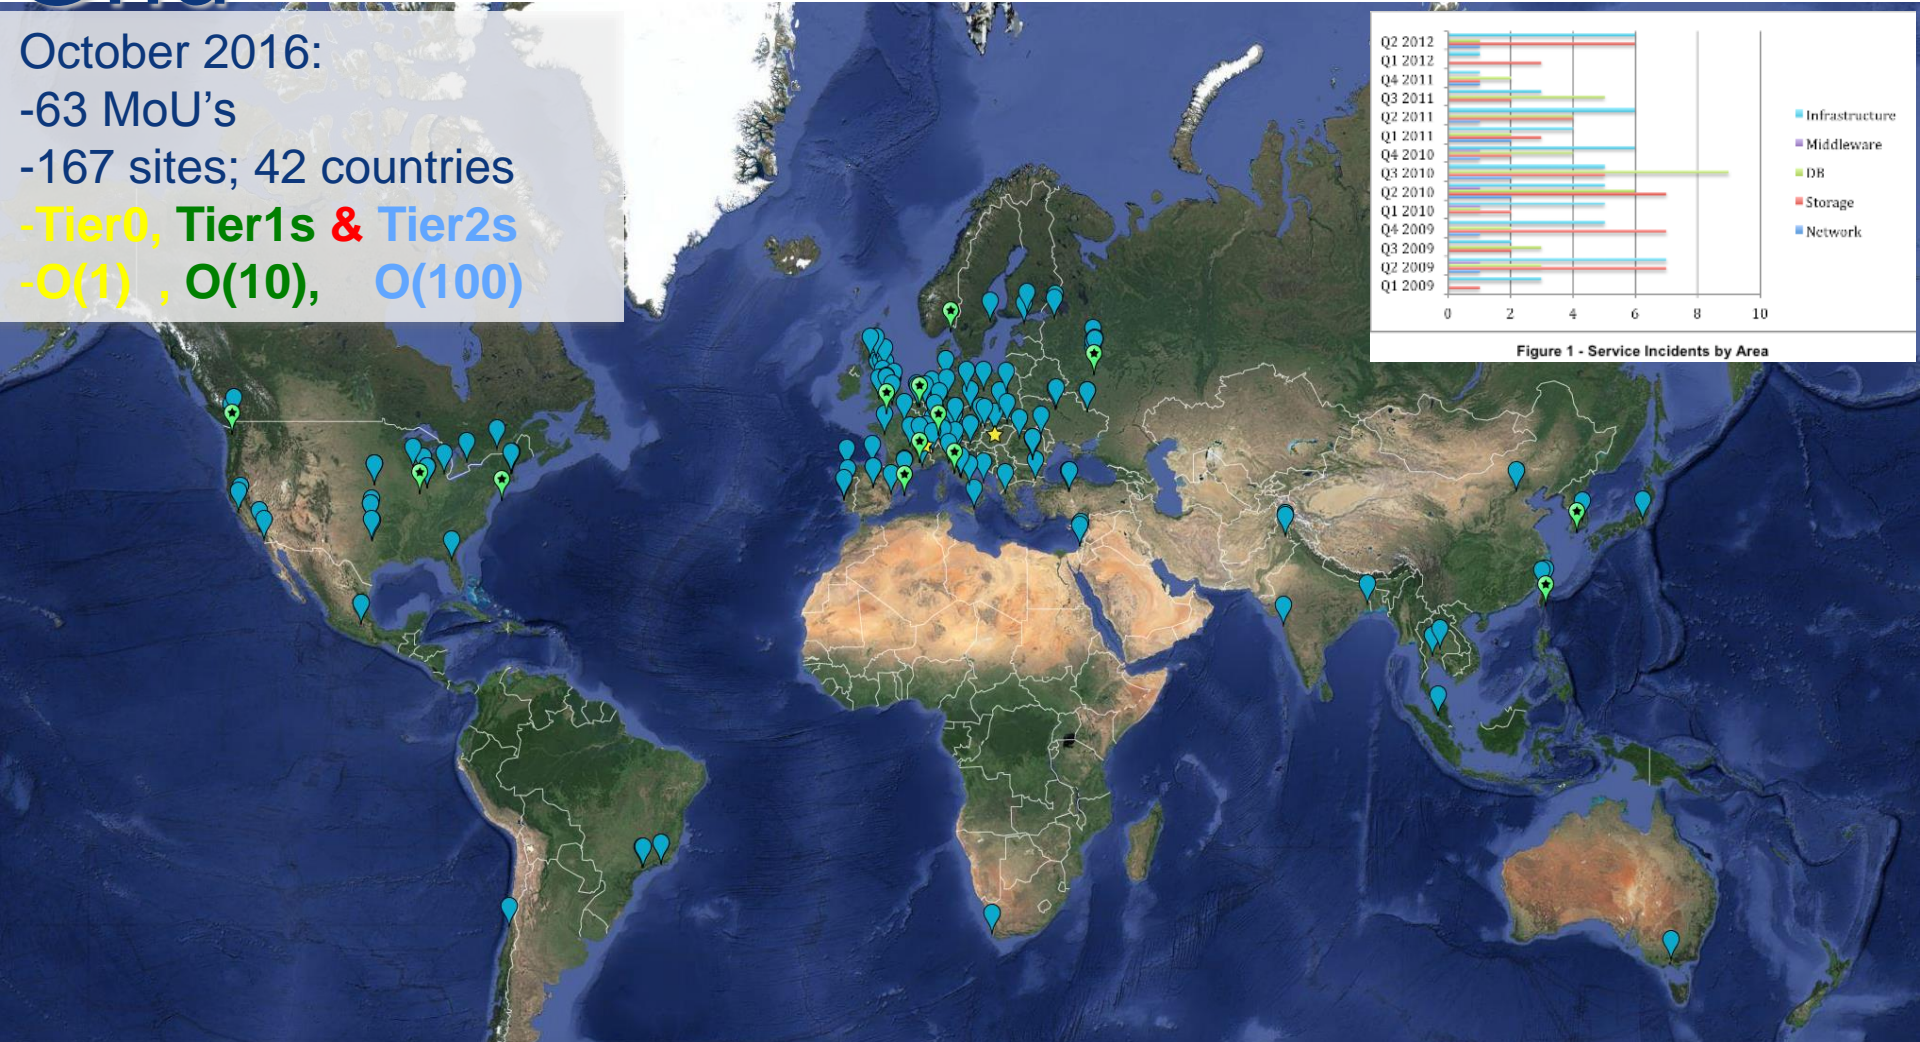 October 2016:
-63 MoU's
-167 sites; 42 countries
-Tier0, Tier1s & Tier2s
-O(1) , O(10), O(100)
Q2 2012
Q1 2012
Q4 2011
Q3 2011
Q2 2011
Q1 2011
Q4 2010
Q3 2010
Q2 2010
Q1 2010
Q4 2009
Q3 2009
Q2 2009
Q1 2009
0 2 4 6 8 10
Infrastructure
Middleware
DB
Storage
Network
Figure 1 - Service Incidents by Area